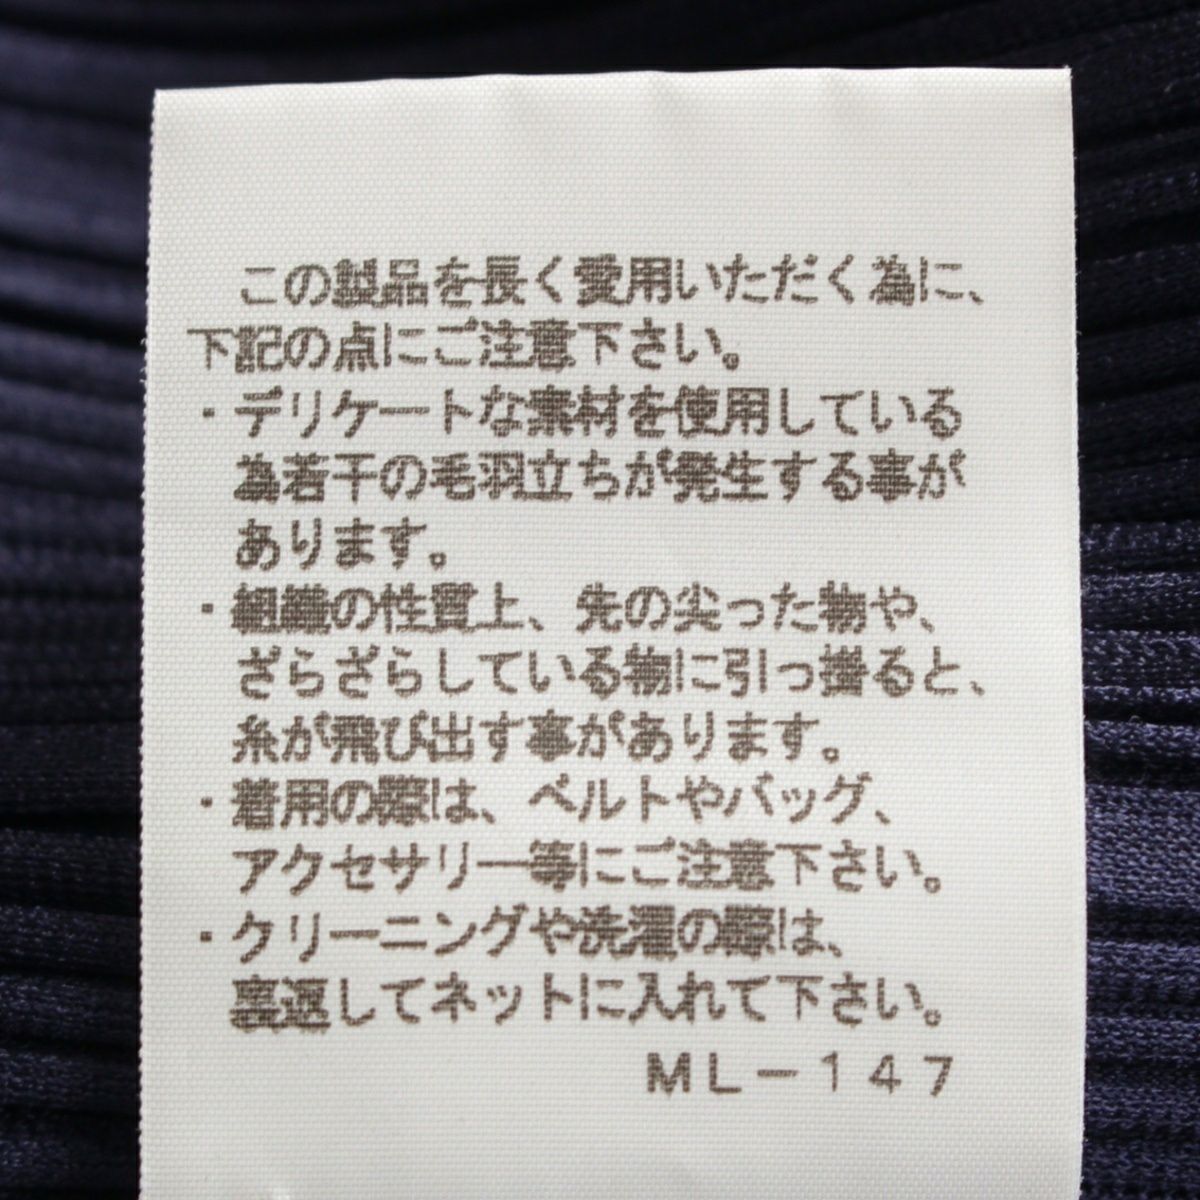 この製品を長く愛用いただく為に、
下記の点にご注意下さい。
・デリケートな素材を使用している
為若干の毛羽立ちが発生する事が
あります。
・組織の性質上、先の尖った物や、
ざらざらしている物に引っ掛ると、
糸が飛び出す事があります。
・着用の際は、ベルトやバッグ、
アクセサリー等にご注意下さい。
・クリーニングや洗濯の際は、
裏返してネットに入れて下さい。
ML-147